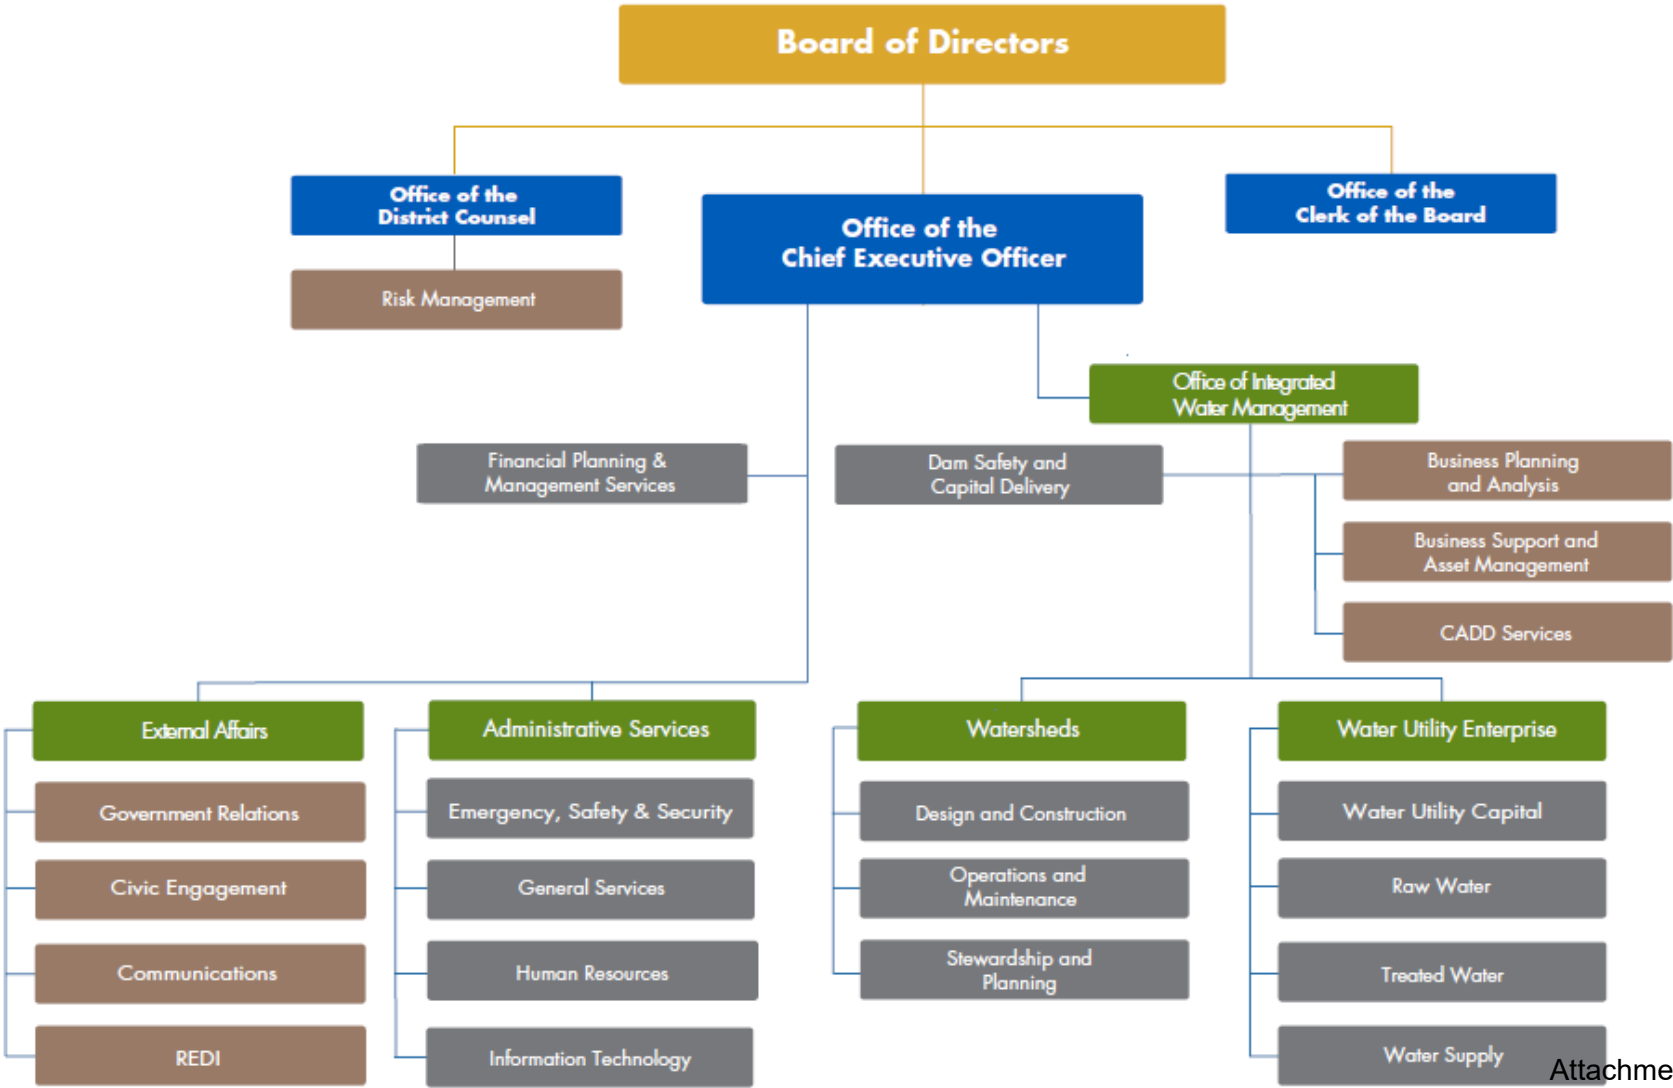 Board of Directors
Office of the
District Counsel
Office of the
Chief Executive Officer
Office of the
Clerk of the Board
Risk Management
Office of Integrated
Water Management
Financial Planning &
Management Services
Dam Safety and
Capital Delivery
Business Planning
and Analysis
Business Support and
Asset Management
CADD Services
External Affairs
Government Relations
Civic Engagement
Communications
REDI
Administrative Services
Emergency, Safety & Security
General Services
Human Resources
Information Technology
Watersheds
Design and Construction
Operations and
Maintenance
Stewardship and
Planning
Water Utility Enterprise
Water Utility Capital
Raw Water
Treated Water
Water Supply
Attachme